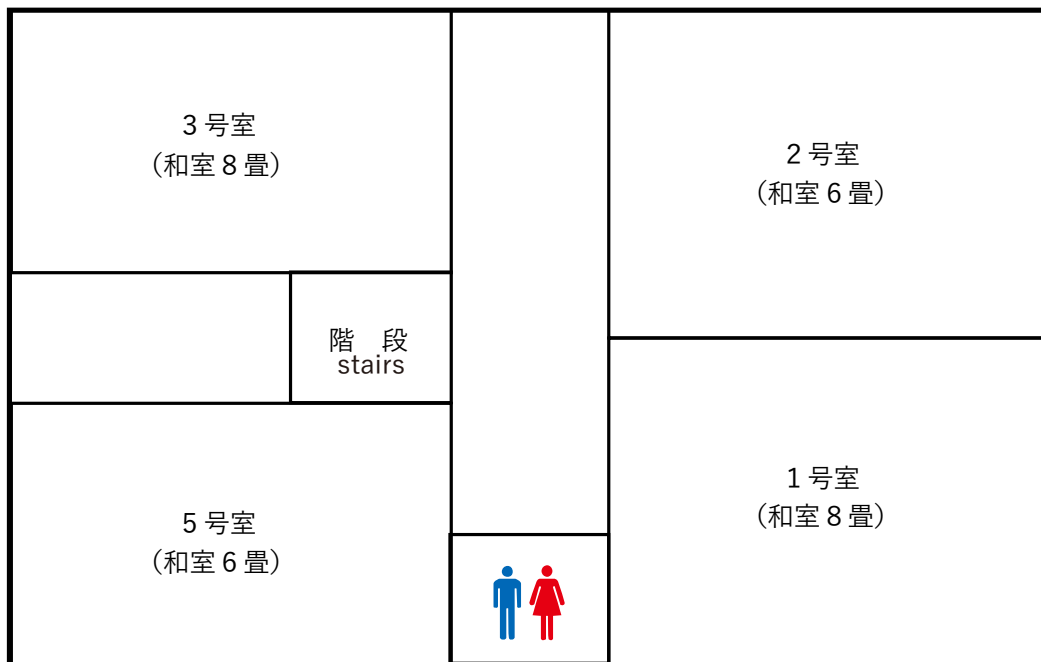 3 号室
（和室 8 畳）
2 号室
（和室 6 畳）
階　段
stairs
5 号室
（和室 6 畳）
1 号室
（和室 8 畳）